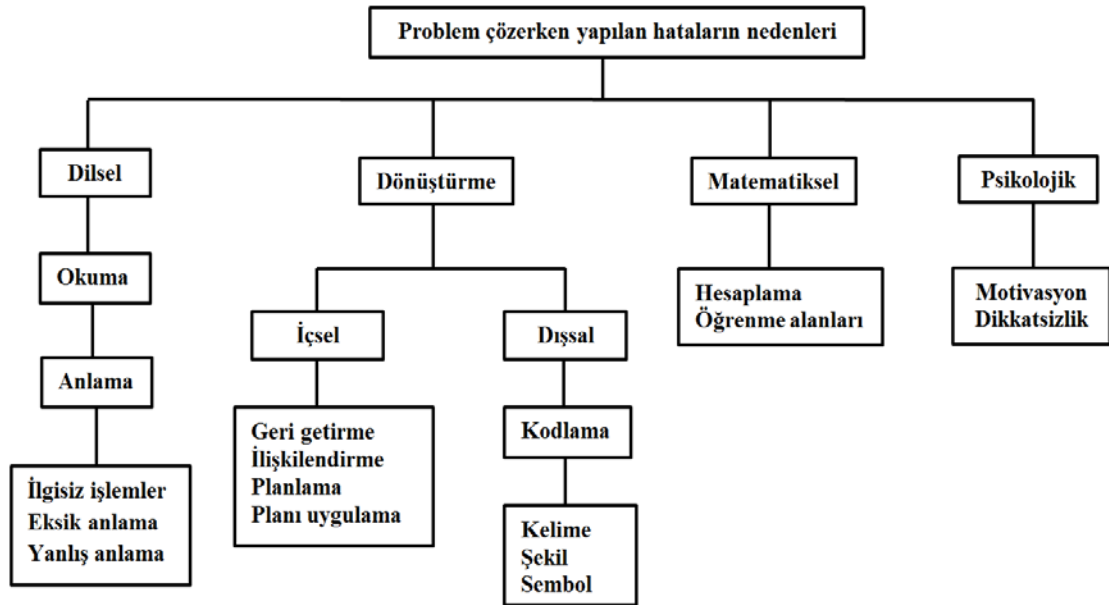 Problem çözerken yapılan hataların nedenleri
Dilsel
Dönüştürme
Matematiksel
Psikolojik
Okuma
Anlama
İlgisiz işlemler
Eksik anlama
Yanlış anlama
İçsel
Geri getirme
İlişkilendirme
Planlama
Planı uygulama
Dışsal
Kodlama
Kelime
Şekil
Sembol
Hesaplama
Öğrenme alanları
Motivasyon
Dikkatsizlik